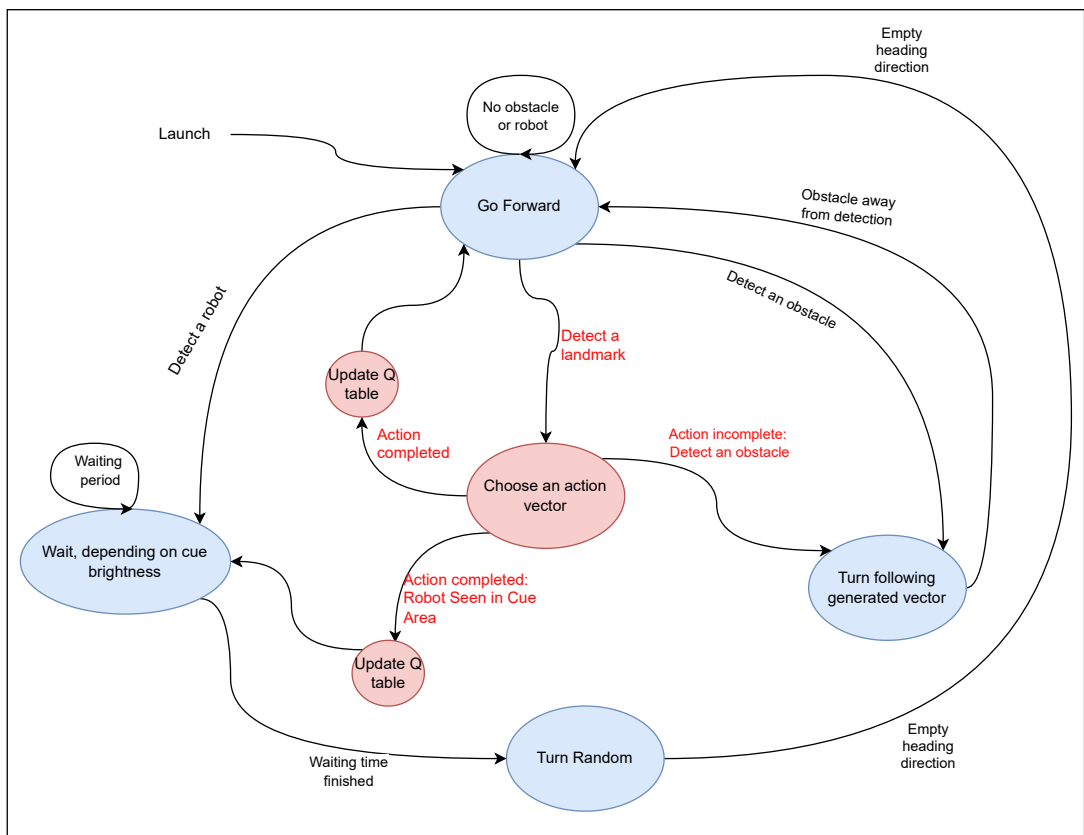 Empty
heading
direction
No obstacle
or robot
Launch
Go Forward
Obstacle away
from detection
Detect an obstacle
Detect a robot
Detect a
landmark
Update Q
table
Action
completed
Action incomplete:
Detect an obstacle
Waiting
period
Choose an action
vector
Wait, depending on cue
brightness
Turn following
generated vector
Action completed:
Robot Seen in Cue
Area
Update Q
table
Waiting time
finished
Turn Random
Empty
heading
direction